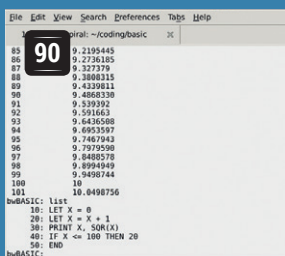 File Edit View Search Preferences Tabs Help
piral: ~/coding/basic
90
85 9.2195445
86 9.2736185
87 9.327379
88 9.3808315
89 9.4339811
90 9.4868330
91 9.539392
92 9.591663
93 9.6436508
94 9.6953597
95 9.7467943
96 9.7979590
97 9.8488578
98 9.8994949
99 9.9498744
100 10
101 10.0498756
bwBASIC: list
10: LET X = 0
20: LET X = X + 1
30: PRINT X, SQR(X)
40: IF X <= 100 THEN 20
50: END
bwBASIC: